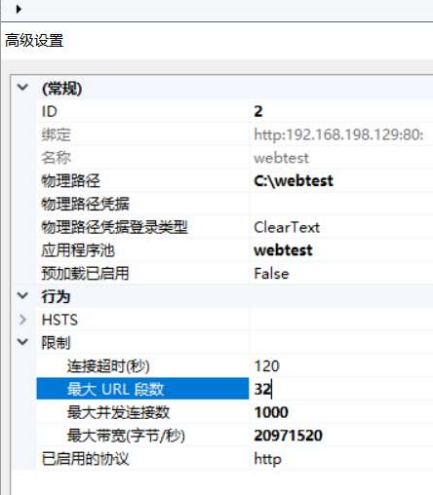 高级设置
(常规)
ID 2
绑定 http:192.168.198.129:80:
名称 webtest
物理路径 C:\webtest
物理路径凭据
物理路径凭据登录类型 ClearText
应用程序池 webtest
预加载已启用 False
行为
HSTS
限制
连接超时(秒) 120
最大 URL 段数 32
最大并发连接数 1000
最大带宽(字节/秒) 20971520
已启用的协议 http